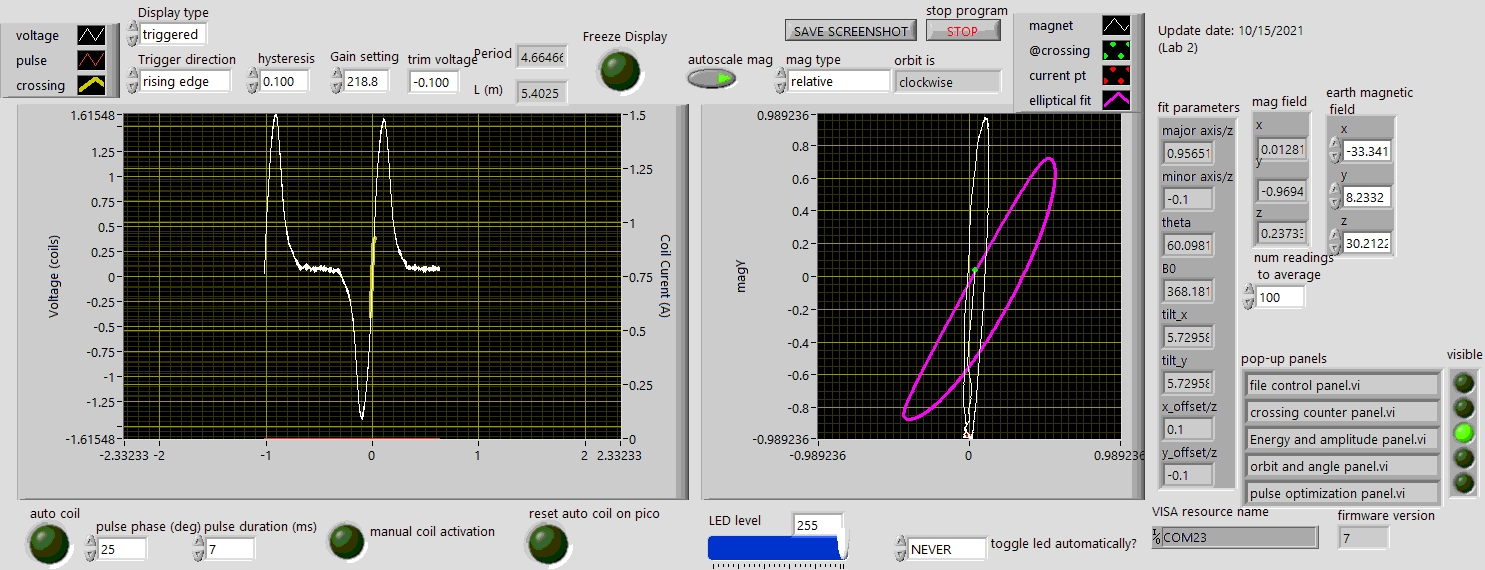 voltage
pulse
crossing
Display type
triggered
Trigger direction
rising edge
hysteresis
0.100
Gain setting
218.8
trim voltage
-0.100
Period
4.66466
L (m)
5.4025
Freeze Display
SAVE SCREENSHOT
stop program
STOP
autoscale mag
mag type
relative
orbit is
clockwise
magnet
@crossing
current pt
elliptical fit
Update date: 10/15/2021
(Lab 2)
Voltage (coils)
1.61548
1.25
1
0.75
0.5
0.25
0
-0.25
-0.5
-0.75
-1
-1.25
-1.61548
-2.33233
-2
-1
0
1
2
2.33233
1.5
1.25
1
0.75
0.5
0.25
0
Coil Current (A)
magY
0.989236
0.8
0.6
0.4
0.2
0
-0.2
-0.4
-0.6
-0.8
-0.989236
-0.989236
0
0.989236
fit parameters
major axis/z
0.95651
minor axis/z
-0.1
theta
60.0981
B0
368.181
tilt_x
5.72958
tilt_y
5.72958
x_offset/z
0.1
y_offset/z
-0.1
mag field
x
0.01281
y
-0.9694
z
0.23733
earth magnetic
field
x
-33.341
y
8.2332
z
30.2122
num readings
to average
100
pop-up panels
visible
file control panel.vi
crossing counter panel.vi
Energy and amplitude panel.vi
orbit and angle panel.vi
pulse optimization panel.vi
auto coil
pulse phase (deg)
25
pulse duration (ms)
7
manual coil activation
reset auto coil on pico
LED level
255
NEVER
toggle led automatically?
VISA resource name
COM23
firmware version
7